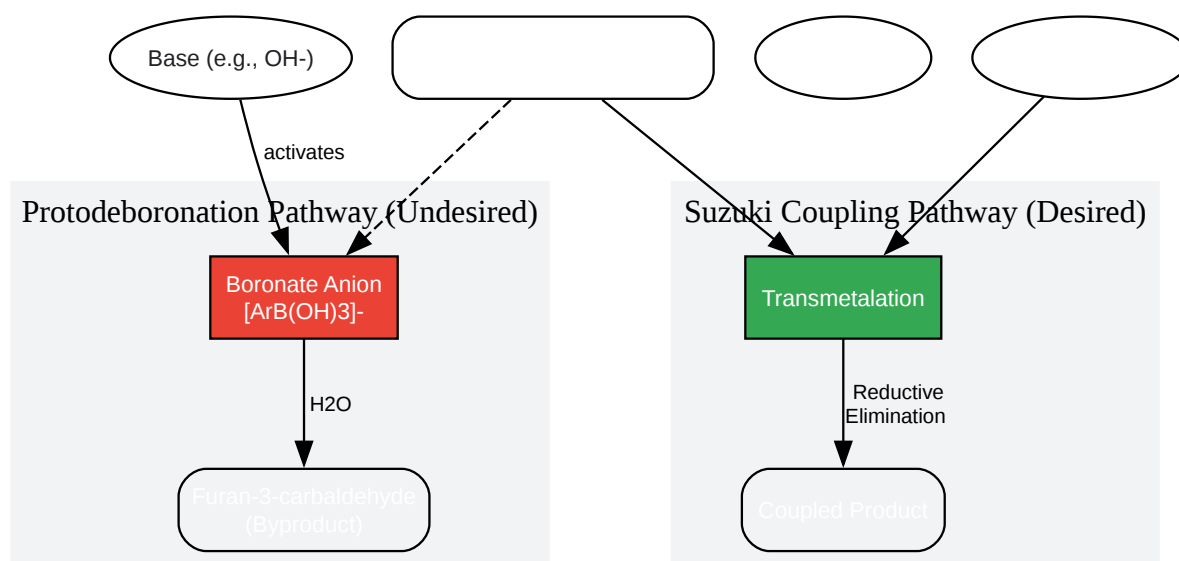 Base (e.g., OH-)
activates
Protodeboronation Pathway (Undesired)
Suzuki Coupling Pathway (Desired)
Boronate Anion
[ArB(OH)3]-
Transmetalation
H2O
Reductive
Elimination
Furan-3-carbaldehyde
(Byproduct)
Coupled Product